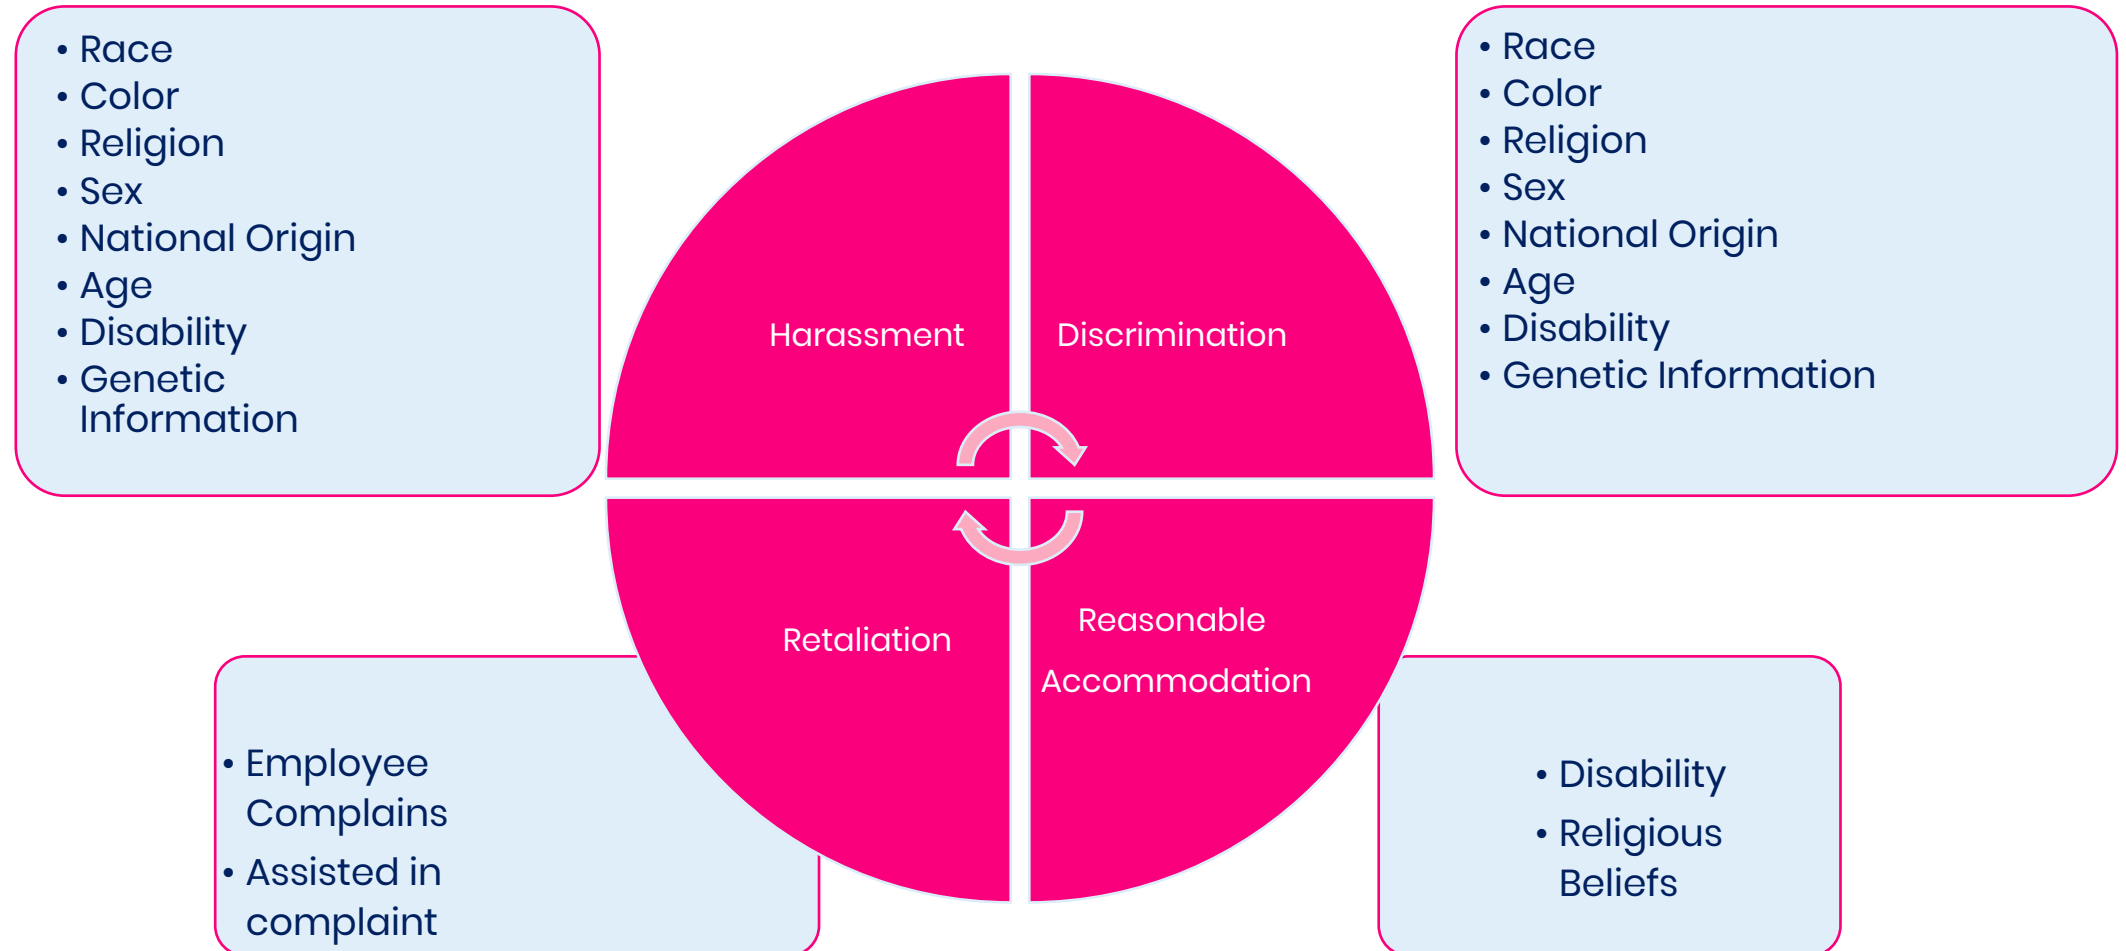 • Race
• Color
• Religion
• Sex
• National Origin
• Age
• Disability
• Genetic
Information
Harassment
Discrimination
• Race
• Color
• Religion
• Sex
• National Origin
• Age
• Disability
• Genetic Information
Retaliation
Reasonable
Accommodation
• Employee
Complains
• Assisted in
complaint
• Disability
• Religious
Beliefs